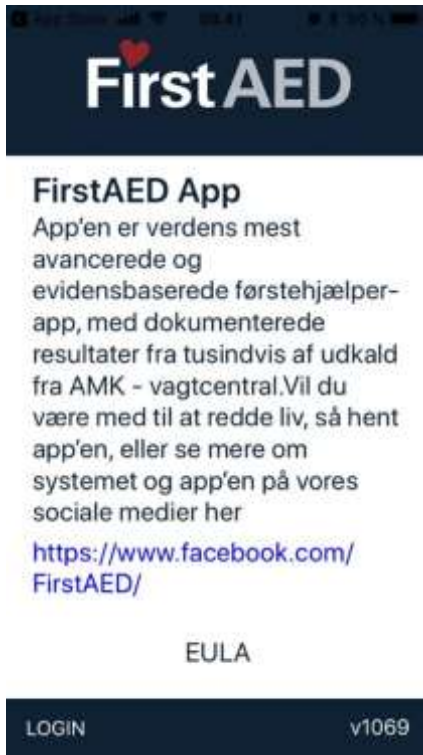 FirstAED
FirstAED App
App'en er verdens mest
avancerede og
evidensbaserede førstehjælper-
app, med dokumenterede
resultater fra tusindvis af udkald
fra AMK - vagtcentral.Vil du
være med til at redde liv, så hent
app'en, eller se mere om
systemet og app'en på vores
sociale medier her
https://www.facebook.com/
FirstAED/
EULA
LOGIN
v1069